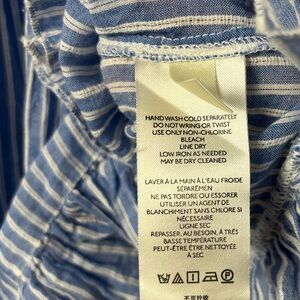 HAND WASH COLD SEPARATELY
DO NOT WRING OR TWIST
USE ONLY NON-CHLORINE
BLEACH
LINE DRY
LOW IRON AS NEEDED
MAY BE DRY CLEANED
LAVER À LA MAIN À L'EAU FROIDE
SÉPARÉMEN
NE PAS TORDRE OU ESSORER
UTILISER UN AGENT DE
BLANCHIMENT SANS CHLORE SI
NÉCESSAIRE
LIGNE SEC
REPASSER, AU BESOIN, À TRÈS
BASSE TEMPÉRATURE
PEUT-ÊTRE ÊTRE NETTOYÉE
À SEC